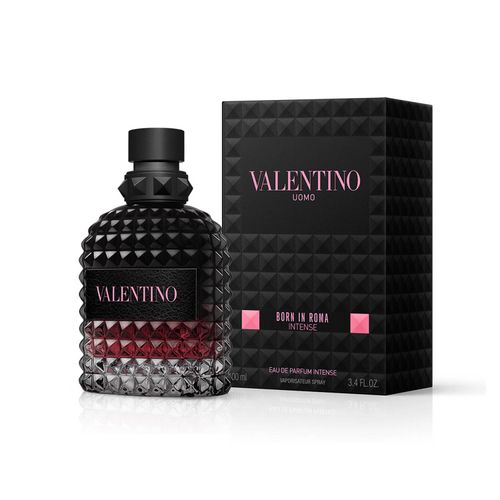 VALENTINO
VALENTINO
UOMO
BORN IN ROMA
INTENSE
EAU DE PARFUM INTENSE
VAPORISATEUR SPRAY
3.4 FL.OZ.